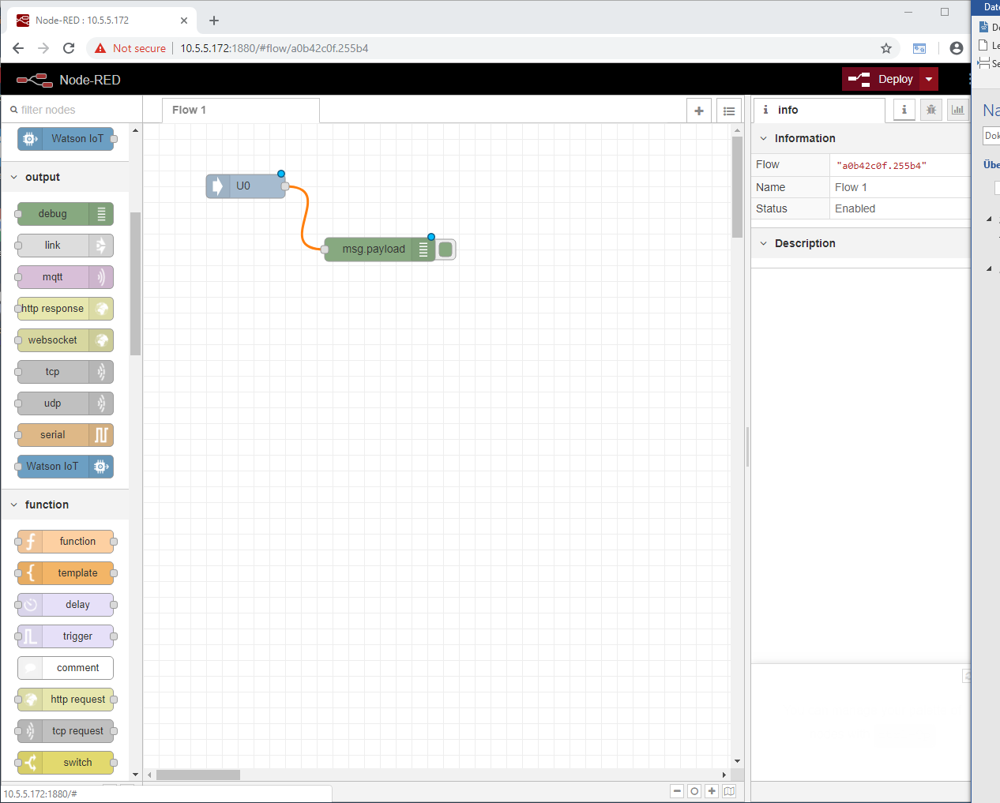 Node-RED : 10.5.5.172
Not secure
10.5.5.172:1880/#flow/a0b42c0f.255b4
Node-RED
Deploy
filter nodes
Watson IoT
output
debug
link
mqtt
http response
websocket
tcp
udp
serial
Watson IoT
function
function
template
delay
trigger
comment
http request
tcp request
switch
10.5.5.172:1880/#
Flow 1
U0
msg.payload
info
Information
Flow "a0b42c0f.255b4"
Name Flow 1
Status Enabled
Description
Date
De
Le
Se
Na
Dok
Übe